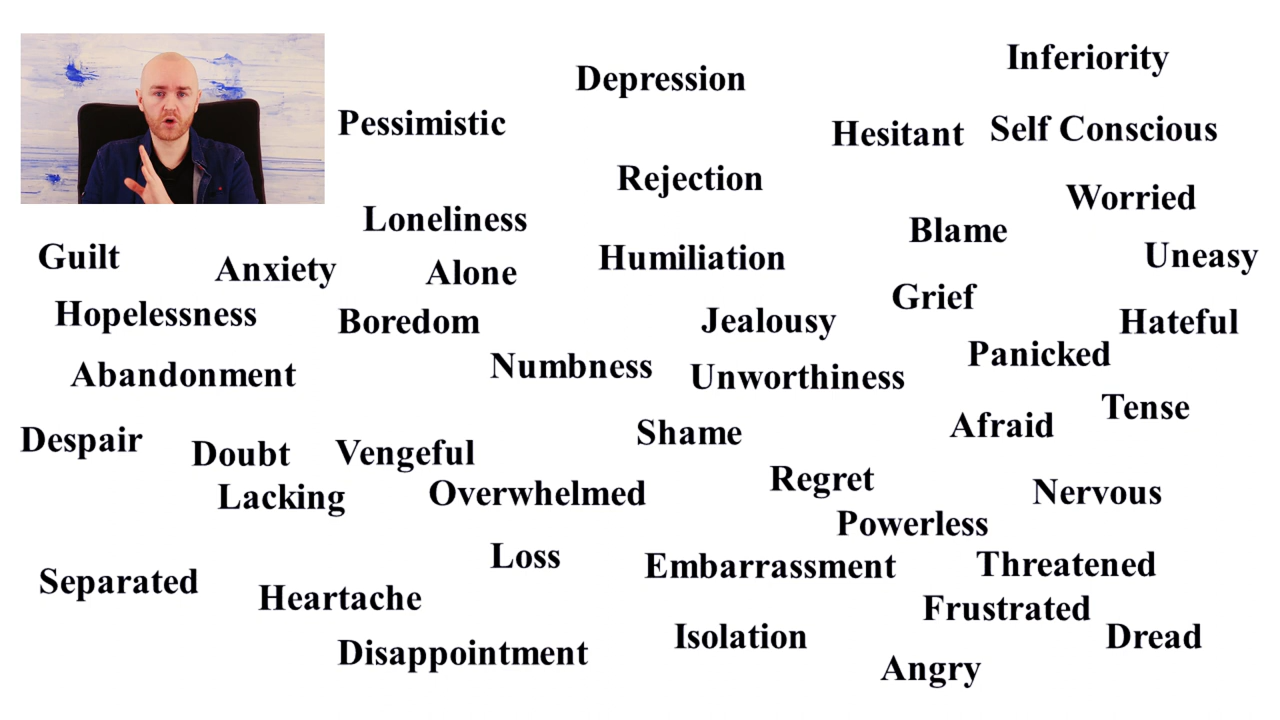 Inferiority
Depression
Pessimistic
Hesitant
Self Conscious
Rejection
Worried
Loneliness
Blame
Guilt
Anxiety
Alone
Humiliation
Uneasy
Hopelessness
Boredom
Jealousy
Grief
Hateful
Abandonment
Numbness
Unworthiness
Panicked
Despair
Doubt
Vengeful
Shame
Afraid
Tense
Lacking
Overwhelmed
Regret
Nervous
Powerless
Separated
Heartache
Loss
Embarrassment
Threatened
Frustrated
Disappointment
Isolation
Angry
Dread